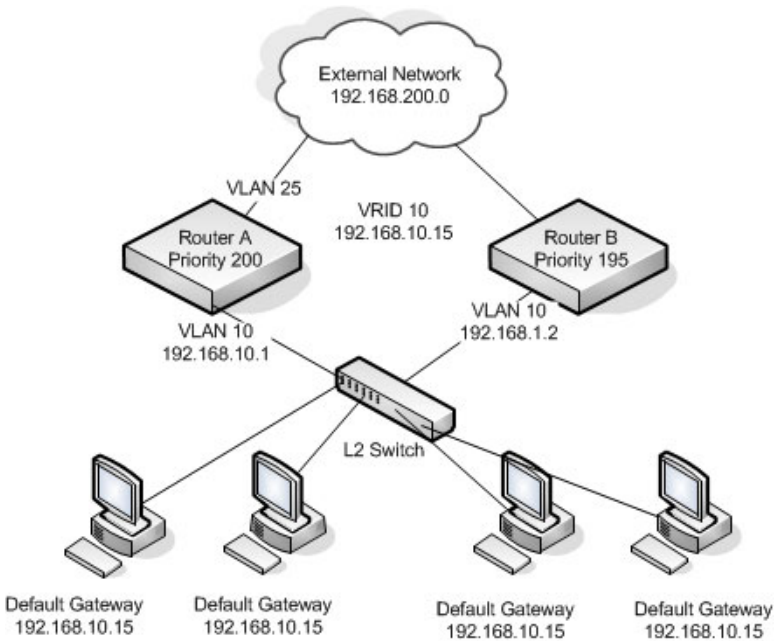 External Network
192.168.200.0
VLAN 25
VRID 10
192.168.10.15
Router A
Priority 200
Router B
Priority 195
VLAN 10
192.168.10.1
VLAN 10
192.168.1.2
L2 Switch
Default Gateway
192.168.10.15
Default Gateway
192.168.10.15
Default Gateway
192.168.10.15
Default Gateway
192.168.10.15